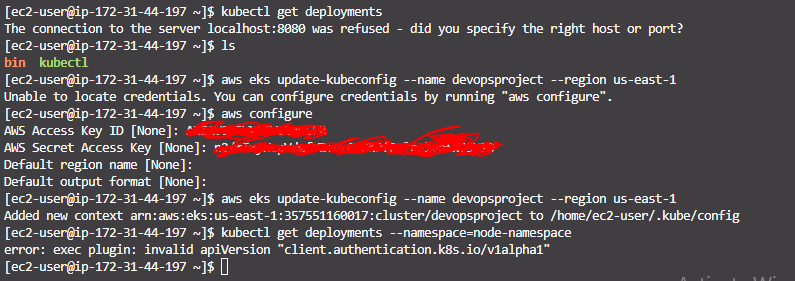 [ec2-user@ip-172-31-44-197 ~]$ kubectl get deployments
The connection to the server localhost:8080 was refused - did you specify the right host or port?
[ec2-user@ip-172-31-44-197 ~]$ ls
bin  kubectl
[ec2-user@ip-172-31-44-197 ~]$ aws eks update-kubeconfig --name devopsproject --region us-east-1
Unable to locate credentials. You can configure credentials by running "aws configure".
[ec2-user@ip-172-31-44-197 ~]$ aws configure
AWS Access Key ID [None]:
AWS Secret Access Key [None]:
Default region name [None]:
Default output format [None]:
[ec2-user@ip-172-31-44-197 ~]$ aws eks update-kubeconfig --name devopsproject --region us-east-1
Added new context arn:aws:eks:us-east-1:357551160017:cluster/devopsproject to /home/ec2-user/.kube/config
[ec2-user@ip-172-31-44-197 ~]$ kubectl get deployments --namespace=node-namespace
error: exec plugin: invalid apiVersion "client.authentication.k8s.io/v1alpha1"
[ec2-user@ip-172-31-44-197 ~]$